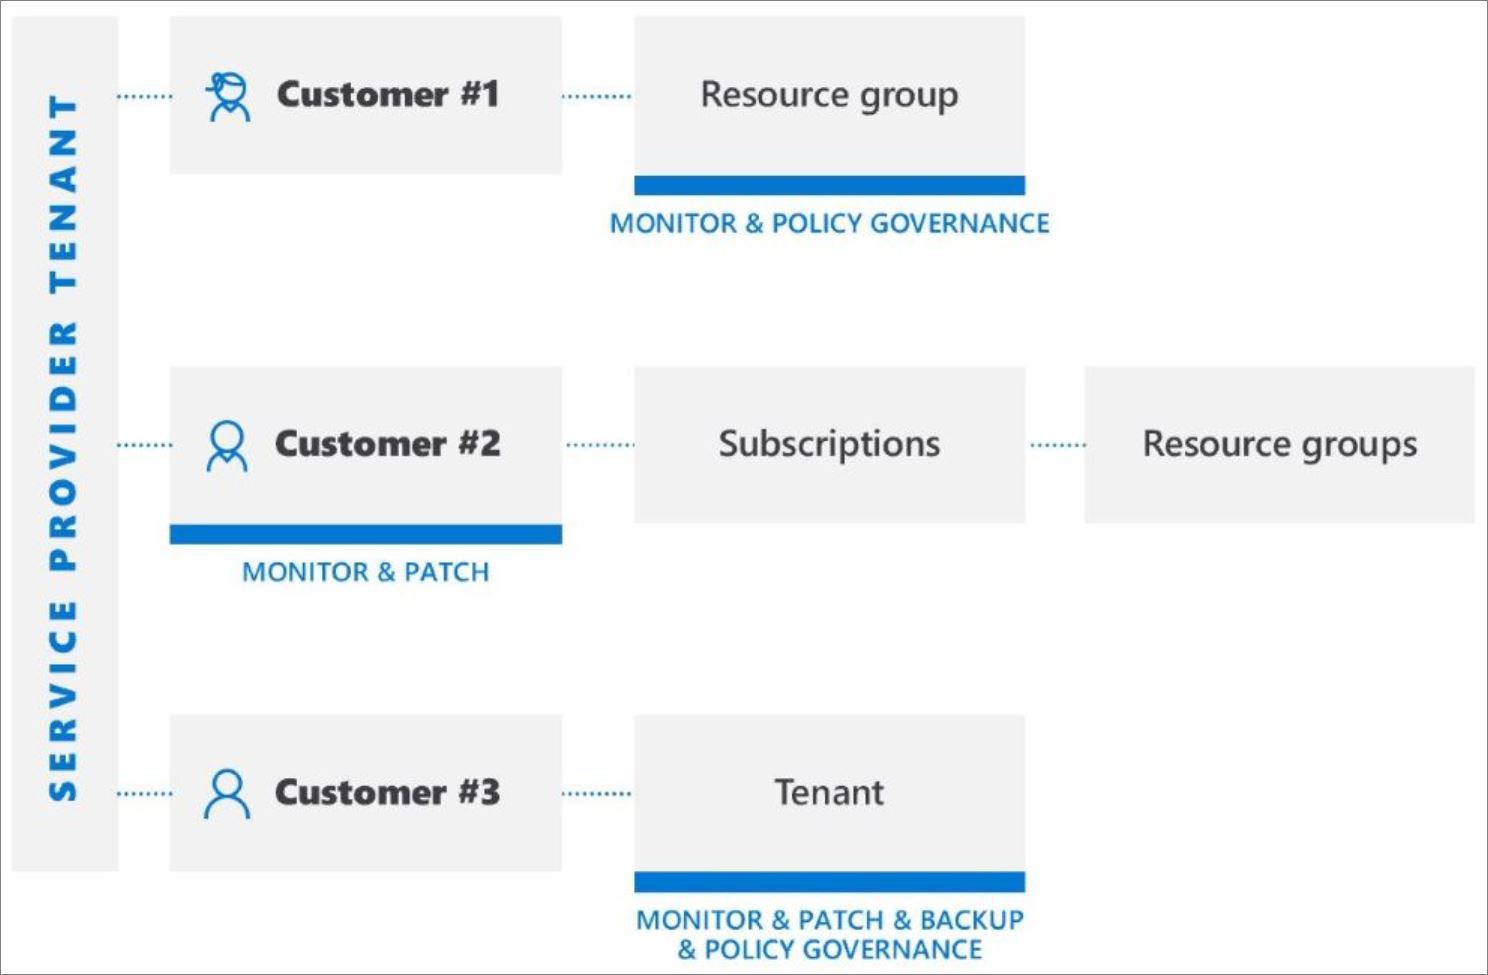 SERVICE PROVIDER TENANT
Customer #1
Resource group
MONITOR & POLICY GOVERNANCE
Customer #2
Subscriptions
Resource groups
MONITOR & PATCH
Customer #3
Tenant
MONITOR & PATCH & BACKUP
& POLICY GOVERNANCE